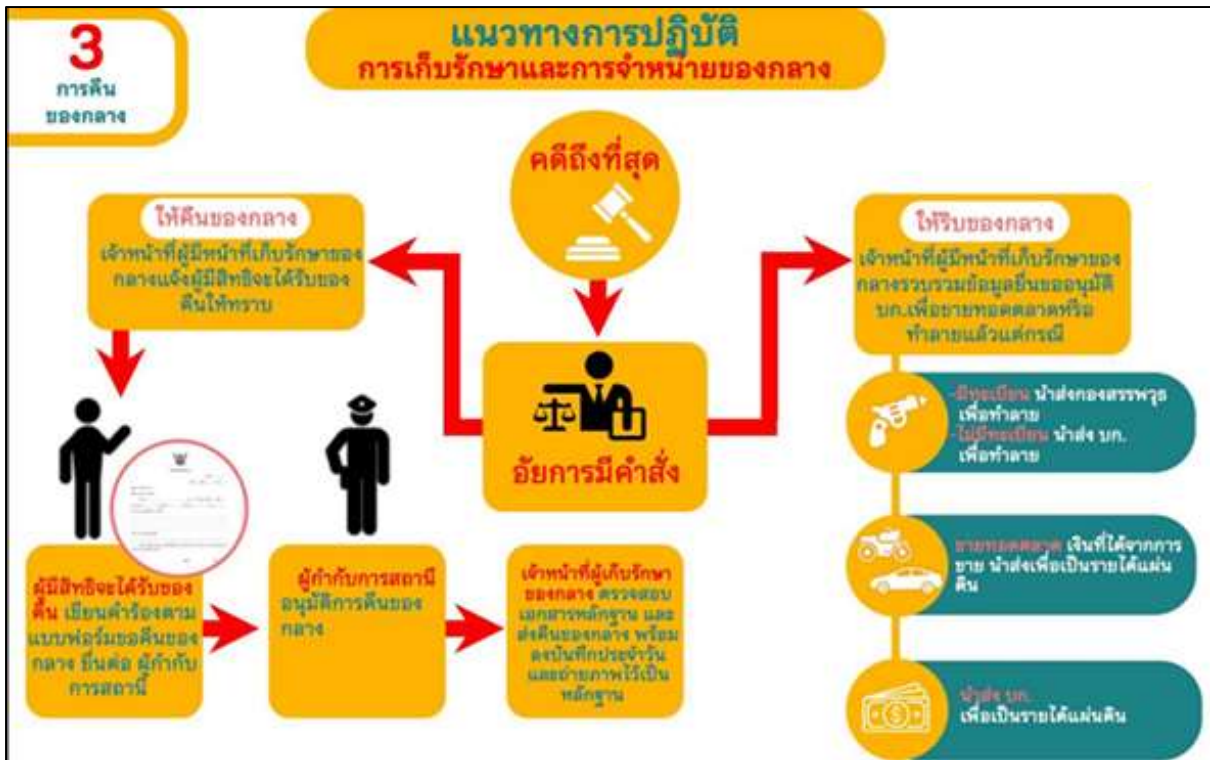 3
การคืน
ของกลาง
แนวทางการปฏิบัติ
การเก็บรักษาและการจำหน่ายของกลาง
คดีถึงที่สุด
ให้คืนของกลาง
เจ้าหน้าที่ผู้มีหน้าที่เก็บรักษาของ
กลางแจ้งผู้มีสิทธิจะได้รับของ
คืนให้ทราบ
อัยการมีคำสั่ง
ให้ริบของกลาง
เจ้าหน้าที่ผู้มีหน้าที่เก็บรักษาของ
กลางรวบรวมข้อมูลยื่นขออนุมัติ
บก.เพื่อขายทอดตลาดหรือ
ทำลายแล้วแต่กรณี
-มีทะเบียน นำส่งกองสรรพาวุธ
เพื่อทำลาย
-ไม่มีทะเบียน นำส่ง บก.
เพื่อทำลาย
ขายทอดตลาด เงินที่ได้จากการ
ขาย นำส่งเพื่อเป็นรายได้แผ่น
ดิน
นำส่ง บก.
เพื่อเป็นรายได้แผ่นดิน
ผู้มีสิทธิจะได้รับของ
คืน เขียนคำร้องตาม
แบบฟอร์มขอคืนของ
กลาง ยื่นต่อ ผู้กำกับ
การสถานี
ผู้กำกับการสถานี
อนุมัติการคืนของ
กลาง
เจ้าหน้าที่ผู้เก็บรักษา
ของกลาง ตรวจสอบ
เอกสารหลักฐาน และ
ส่งคืนของกลาง พร้อม
ลงบันทึกประจำวัน
และถ่ายภาพไว้เป็น
หลักฐาน